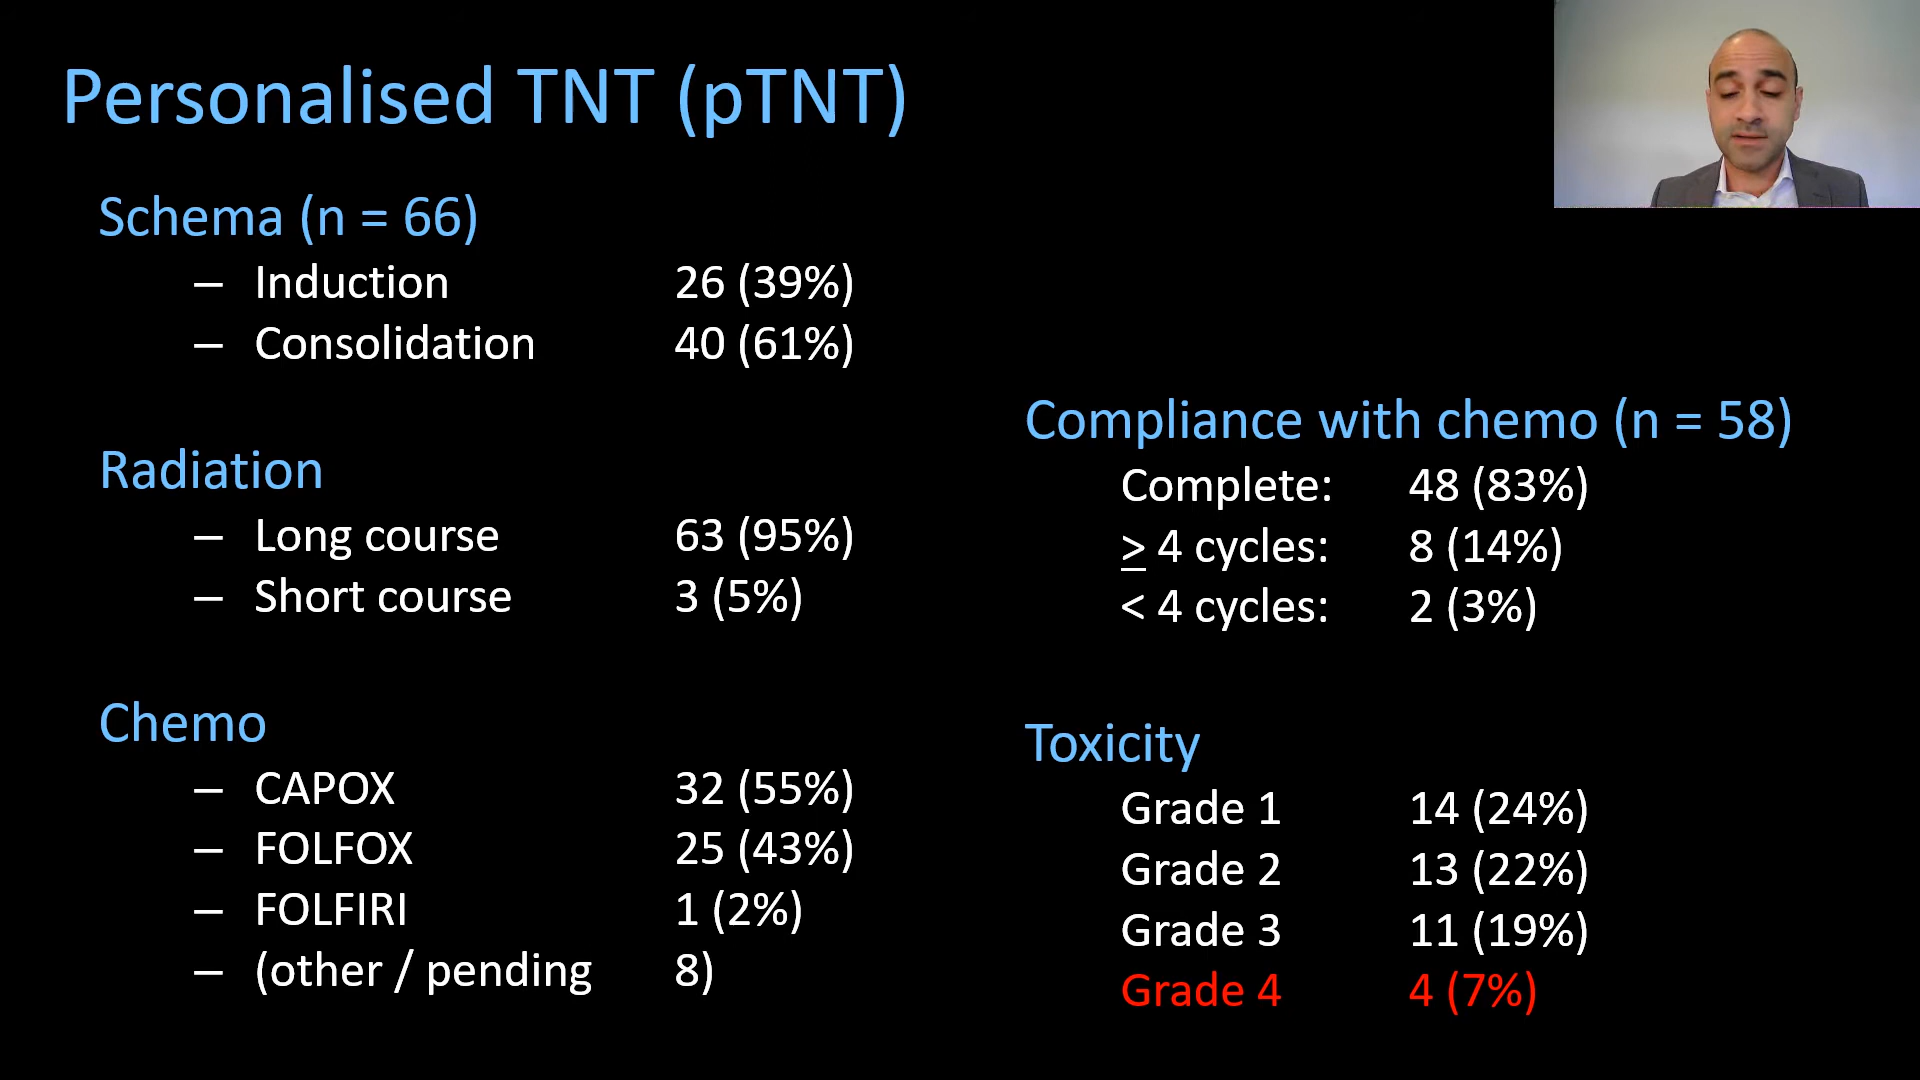 Personalised TNT (pTNT)
Schema (n = 66)
– Induction 26 (39%)
– Consolidation 40 (61%)
Radiation
– Long course 63 (95%)
– Short course 3 (5%)
Chemo
– CAPOX 32 (55%)
– FOLFOX 25 (43%)
– FOLFIRI 1 (2%)
– (other / pending 8)
Compliance with chemo (n = 58)
Complete: 48 (83%)
≥ 4 cycles: 8 (14%)
< 4 cycles: 2 (3%)
Toxicity
Grade 1 14 (24%)
Grade 2 13 (22%)
Grade 3 11 (19%)
Grade 4 4 (7%)